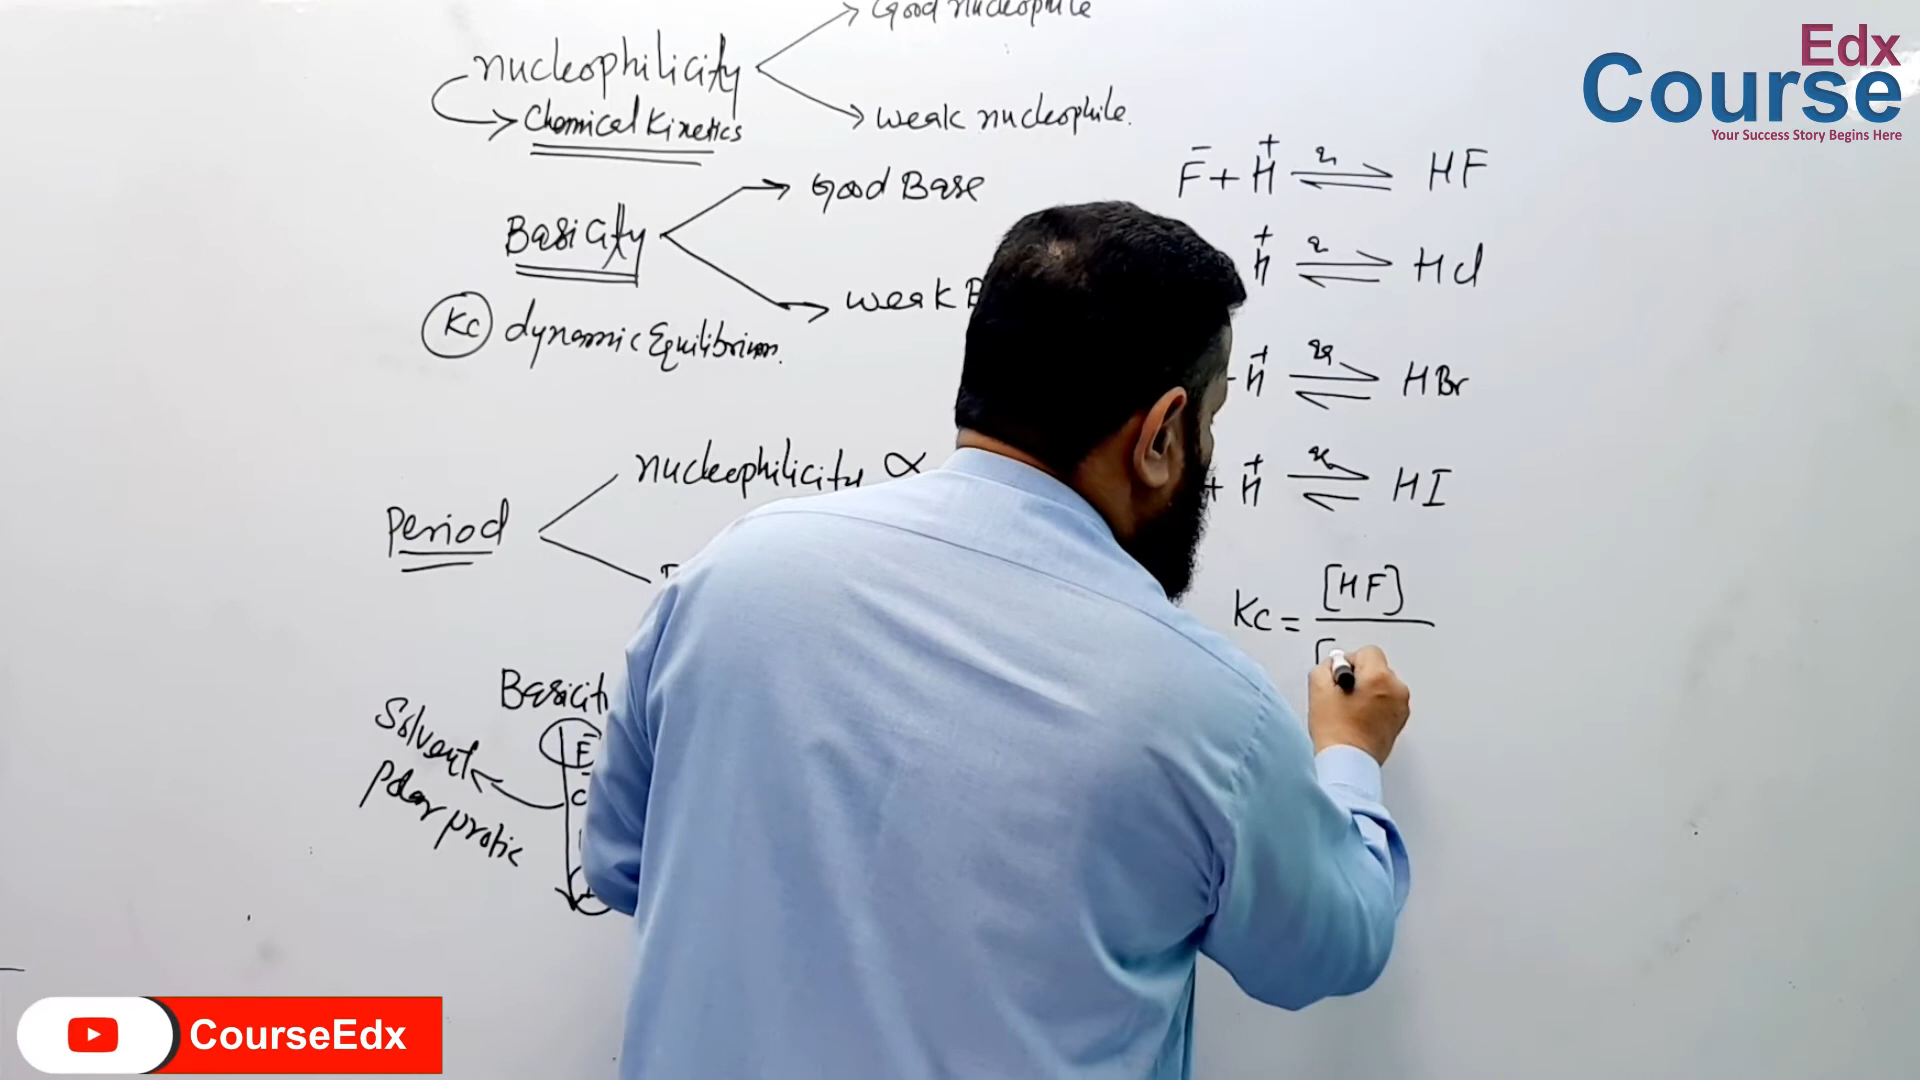 Good nucleophile
nucleophilicity
Chemical Kinetics
weak nucleophile.
Basicity
Good Base
weak B
Kc dynamic Equilibrium.
Period
nucleophilicity ∝
Basicit
F⁻
C
Solvent
Polar protic
F⁻ + H⁺ ⇌ HF
H⁺ ⇌ HCl
H⁺ ⇌ HBr
+ H⁺ ⇌ HI
Kc = [HF]
[
Edx
Course
Your Success Story Begins Here
CourseEdx